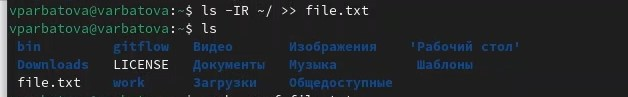 vparbatova@varbatova:~$ ls -IR ~/ >> file.txt
vparbatova@varbatova:~$ ls
bin gitflow Видео Изображения 'Рабочий стол'
Downloads LICENSE Документы Музыка Шаблоны
file.txt work Загрузки Общедоступные